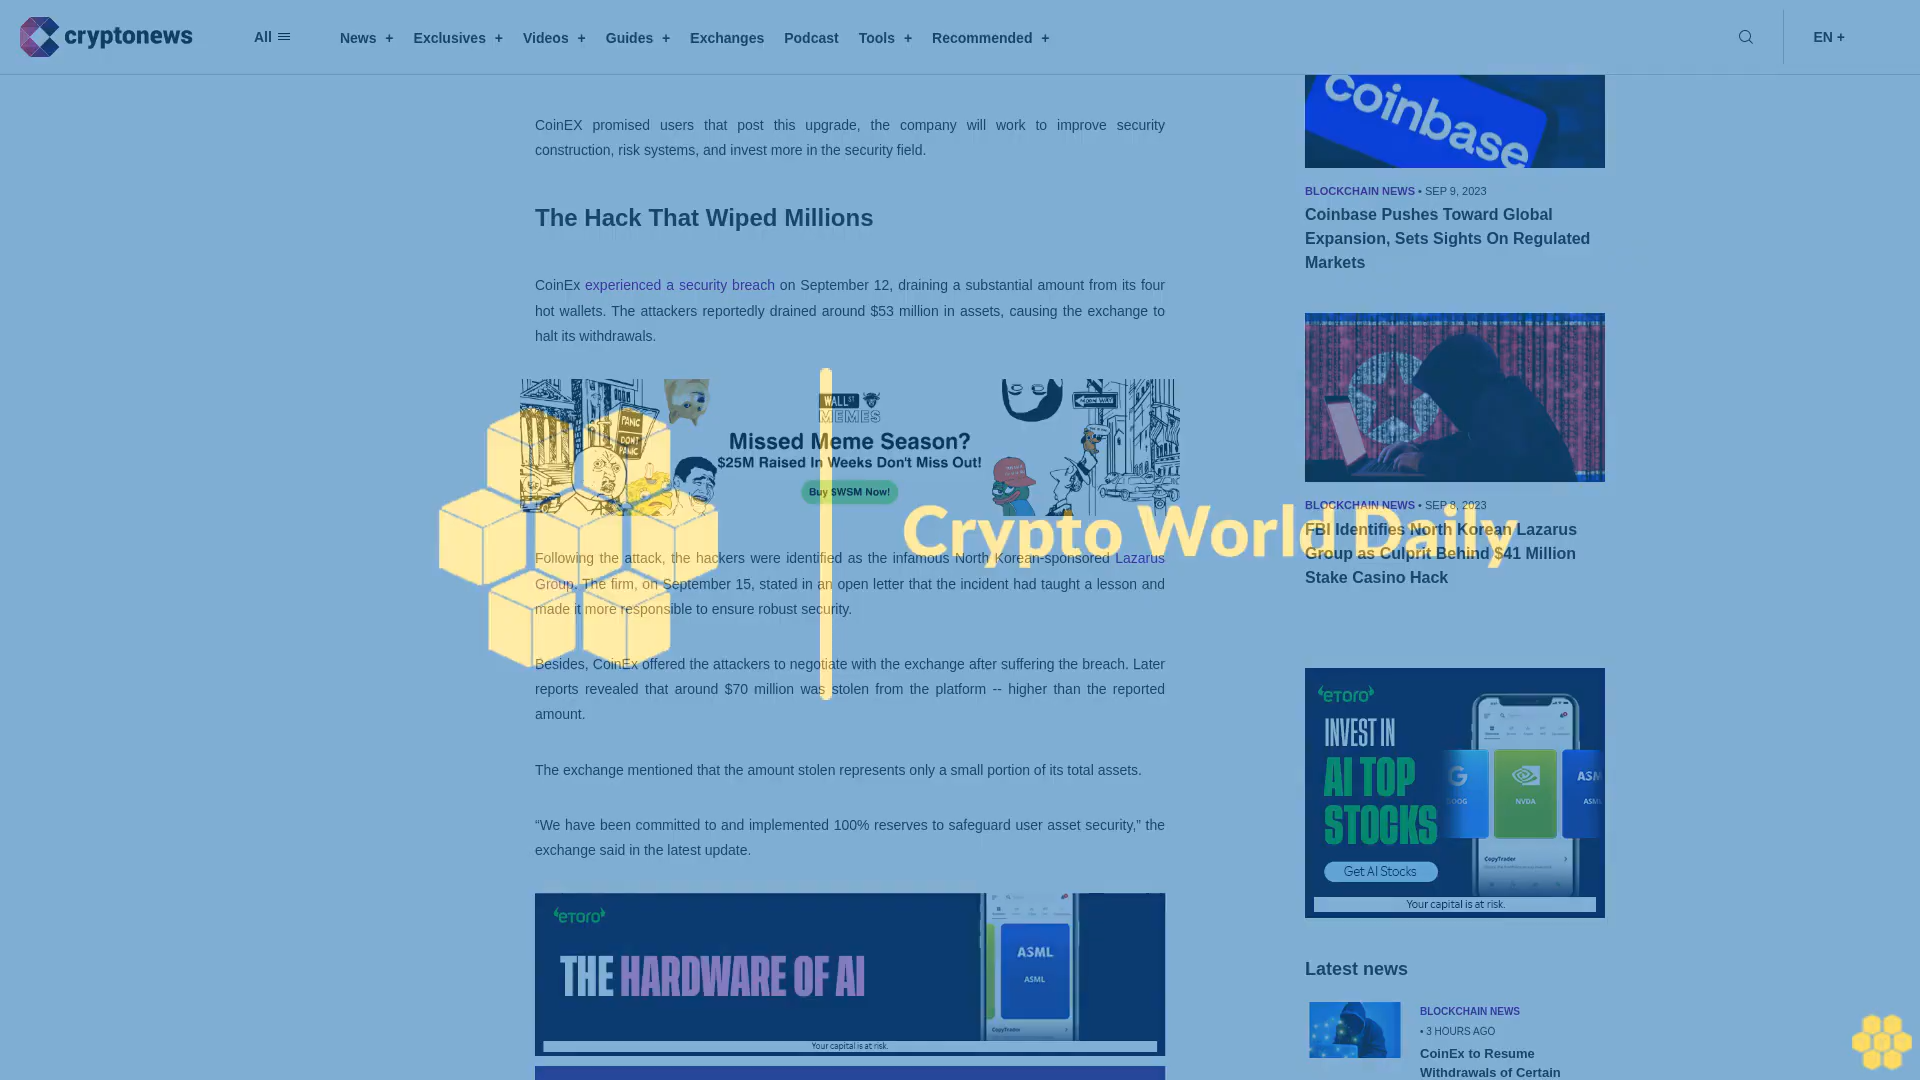 cryptonews
All
News +
Exclusives +
Videos +
Guides +
Exchanges
Podcast
Tools +
Recommended +
EN +
CoinEX promised users that post this upgrade, the company will work to improve security
construction, risk systems, and invest more in the security field.
The Hack That Wiped Millions
CoinEx experienced a security breach on September 12, draining a substantial amount from its four
hot wallets. The attackers reportedly drained around $53 million in assets, causing the exchange to
halt its withdrawals.
WALL ST
MEMES
PANIC
DON'T
PANIC
Missed Meme Season?
$25M Raised In Weeks Don't Miss Out!
Buy $WSM Now!
Crypto World Daily
Following the attack, the hackers were identified as the infamous North Korean-sponsored Lazarus
Group. The firm, on September 15, stated in an open letter that the incident had taught a lesson and
made it more responsible to ensure robust security.
Besides, CoinEx offered the attackers to negotiate with the exchange after suffering the breach. Later
reports revealed that around $70 million was stolen from the platform -- higher than the reported
amount.
The exchange mentioned that the amount stolen represents only a small portion of its total assets.
“We have been committed to and implemented 100% reserves to safeguard user asset security,” the
exchange said in the latest update.
eToro
THE HARDWARE OF AI
ASML
ASML
CopyTrader
Your capital is at risk.
coinbase
BLOCKCHAIN NEWS • SEP 9, 2023
Coinbase Pushes Toward Global
Expansion, Sets Sights On Regulated
Markets
BLOCKCHAIN NEWS • SEP 8, 2023
FBI Identifies North Korean Lazarus
Group as Culprit Behind $41 Million
Stake Casino Hack
eToro
INVEST IN
AI TOP
STOCKS
Get AI Stocks
GOOG
NVDA
ASM
ASML
CopyTrader
Your capital is at risk.
Latest news
BLOCKCHAIN NEWS
• 3 HOURS AGO
CoinEx to Resume
Withdrawals of Certain